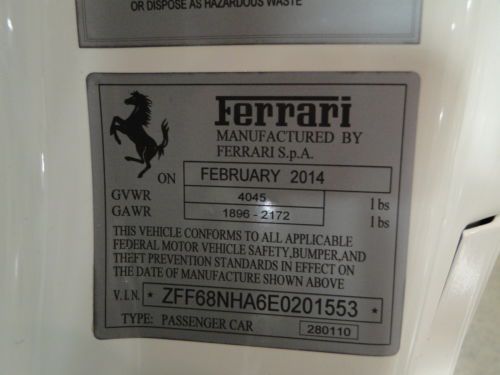 OR DISPOSE AS HAZARDOUS WASTE
Ferrari
MANUFACTURED BY
FERRARI S.p.A.
ON FEBRUARY 2014
GVWR 4045 lbs
GAWR 1896 - 2172 lbs
THIS VEHICLE CONFORMS TO ALL APPLICABLE
FEDERAL MOTOR VEHICLE SAFETY,BUMPER,AND
THEFT PREVENTION STANDARDS IN EFFECT ON
THE DATE OF MANUFACTURE SHOWN ABOVE
V.I.N. * ZFF68NHA6E0201553 *
TYPE: PASSENGER CAR 280110